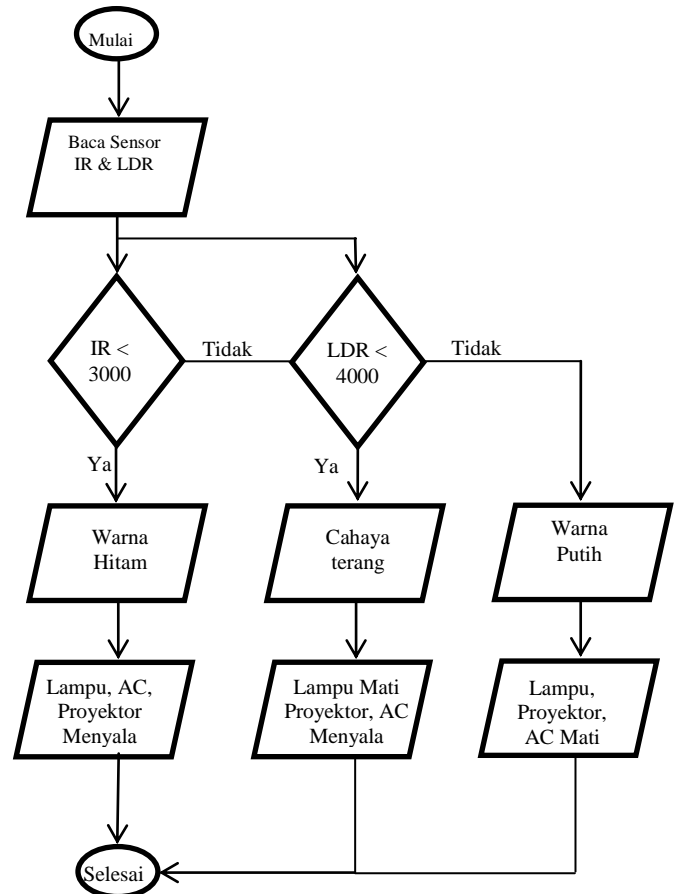 Mulai
Baca Sensor
IR & LDR
IR <
3000
Tidak
LDR <
4000
Tidak
Ya
Ya
Warna
Hitam
Cahaya
terang
Warna
Putih
Lampu, AC,
Proyektor
Menyala
Lampu Mati
Proyektor, AC
Menyala
Lampu,
Proyektor,
AC Mati
Selesai